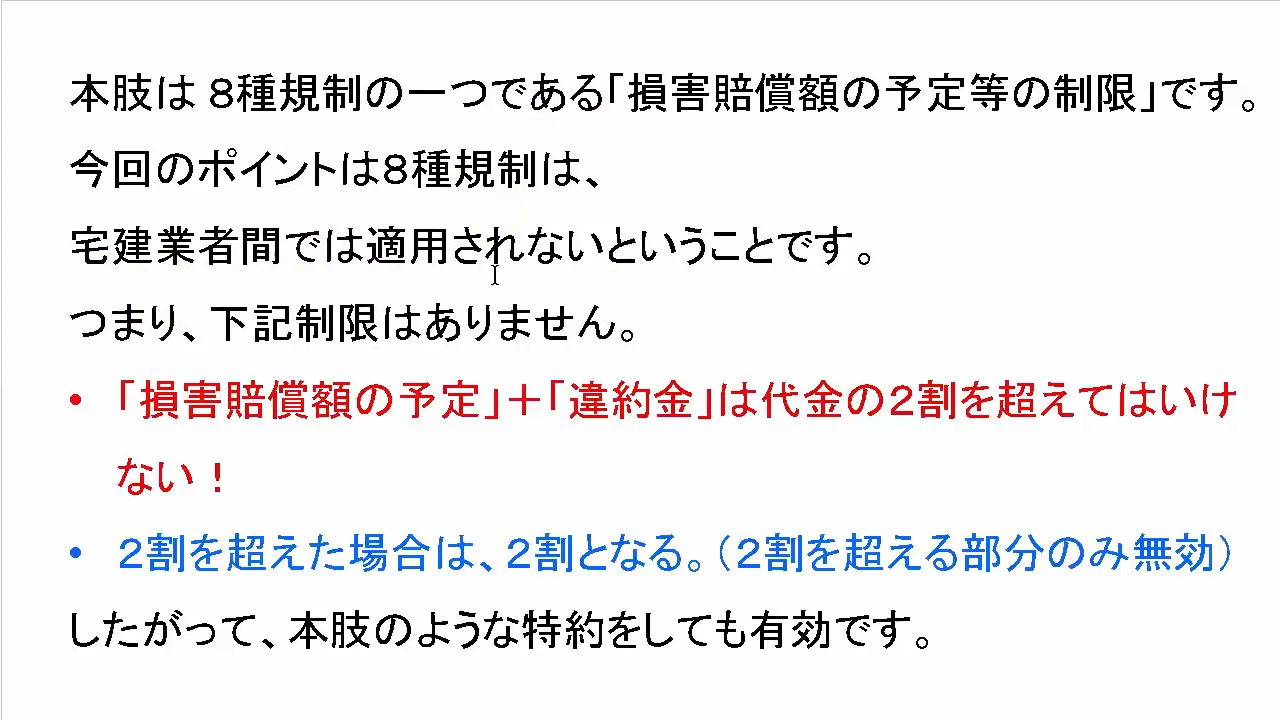 本肢は８種規制の一つである「損害賠償額の予定等の制限」です。
今回のポイントは８種規制は、
宅建業者間では適用されないということです。
つまり、下記制限はありません。
• 「損害賠償額の予定」＋「違約金」は代金の２割を超えてはいけ
ない！
• ２割を超えた場合は、２割となる。（２割を超える部分のみ無効）
したがって、本肢のような特約をしても有効です。